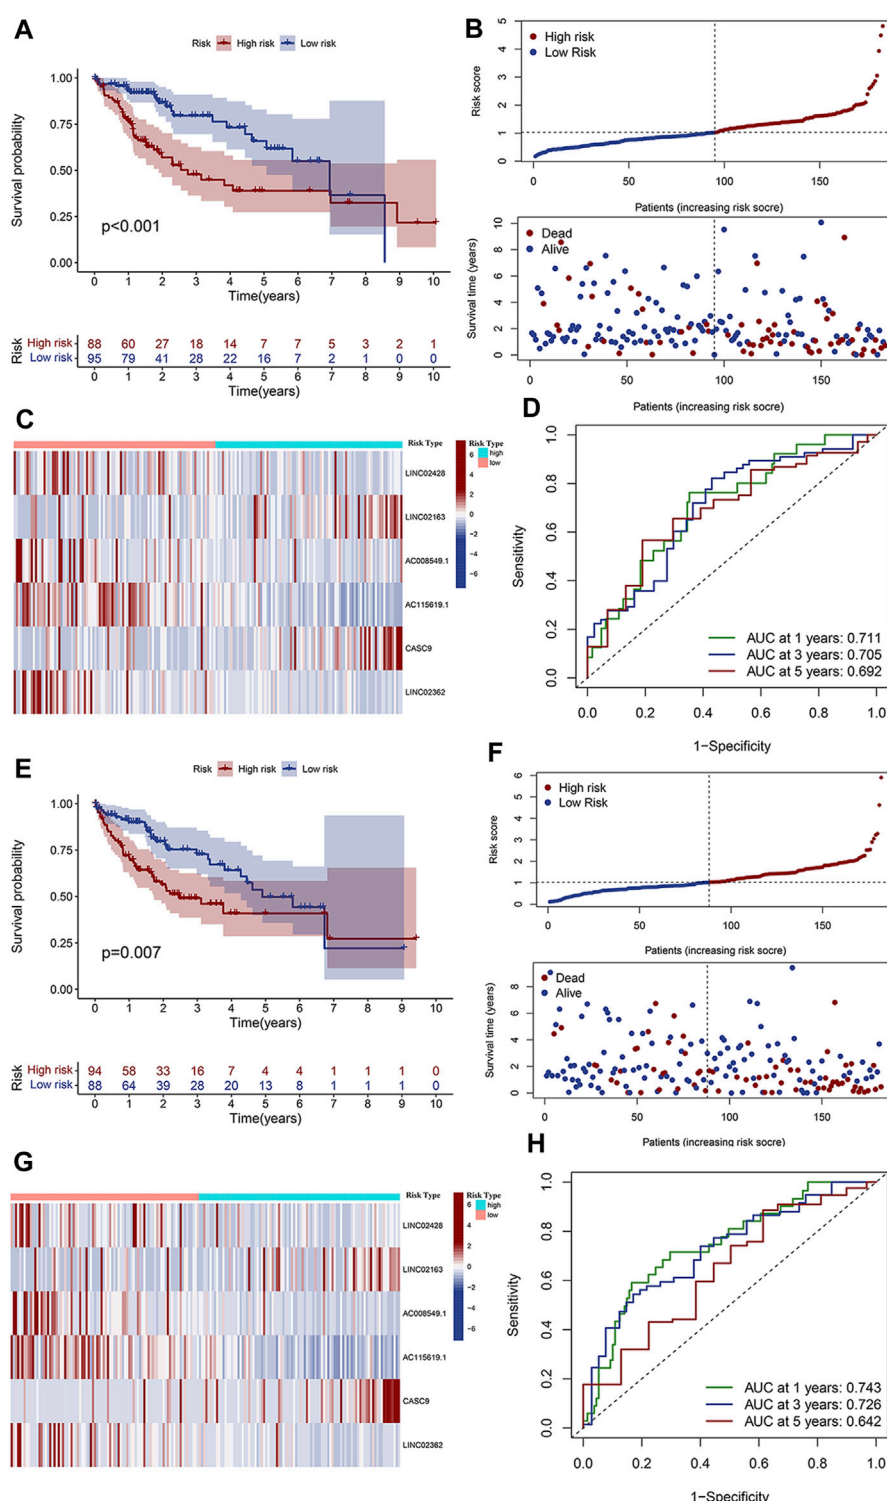 A
Risk High risk Low risk
Survival probability
1.00
0.75
0.50
0.25
0.00
p<0.001
0 1 2 3 4 5 6 7 8 9 10
Time(years)
Risk
High risk 88 60 27 18 14 7 7 5 3 2 1
Low risk 95 79 41 28 22 16 7 2 1 0 0
0 1 2 3 4 5 6 7 8 9 10
Time(years)
B
High risk
Low Risk
Risk score
5
4
3
2
1
0
0 50 100 150
Patients (increasing risk socre)
Dead
Alive
Survival time (years)
10
8
6
4
2
0
0 50 100 150
Patients (increasing risk socre)
C
Risk Type
LINC02428
LINC02163
AC008549.1
AC115619.1
CASC9
LINC02362
Risk Type
high
low
6
4
2
0
−2
−4
−6
D
Sensitivity
1.0
0.8
0.6
0.4
0.2
0.0
AUC at 1 years: 0.711
AUC at 3 years: 0.705
AUC at 5 years: 0.692
0.0 0.2 0.4 0.6 0.8 1.0
1−Specificity
E
Risk High risk Low risk
Survival probability
1.00
0.75
0.50
0.25
0.00
p=0.007
0 1 2 3 4 5 6 7 8 9 10
Time(years)
Risk
High risk 94 58 33 16 7 4 4 1 1 1 0
Low risk 88 64 39 28 20 13 8 1 1 1 0
0 1 2 3 4 5 6 7 8 9 10
Time(years)
F
High risk
Low Risk
Risk score
6
5
4
3
2
1
0
0 50 100 150
Patients (increasing risk socre)
Dead
Alive
Survival time (years)
8
6
4
2
0
0 50 100 150
Patients (increasing risk socre)
G
Risk Type
LINC02428
LINC02163
AC008549.1
AC115619.1
CASC9
LINC02362
Risk Type
high
low
6
4
2
0
−2
−4
−6
H
Sensitivity
1.0
0.8
0.6
0.4
0.2
0.0
AUC at 1 years: 0.743
AUC at 3 years: 0.726
AUC at 5 years: 0.642
0.0 0.2 0.4 0.6 0.8 1.0
1−Specificity